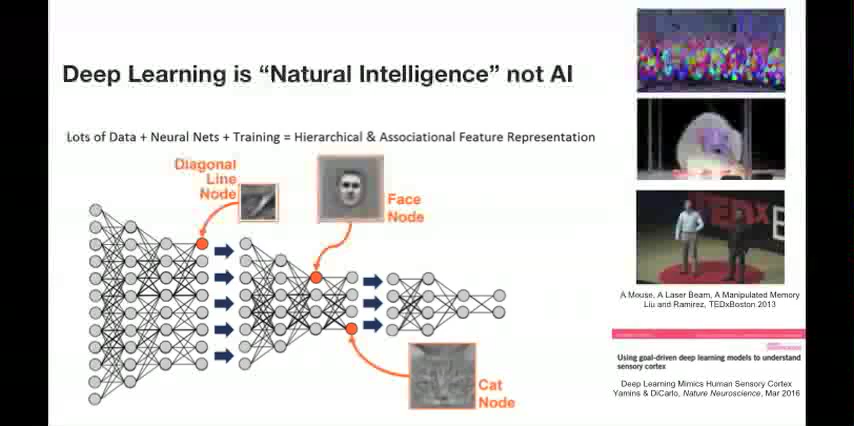 Deep Learning is “Natural Intelligence” not AI
Lots of Data + Neural Nets + Training = Hierarchical & Associational Feature Representation
Diagonal
Line
Node
Face
Node
Cat
Node
TEDx
A Mouse, A Laser Beam, A Manipulated Memory
Liu and Ramirez, TEDxBoston 2013
Using goal-driven deep learning models to understand
sensory cortex
Deep Learning Mimics Human Sensory Cortex
Yamins & DiCarlo, Nature Neuroscience, Mar 2016